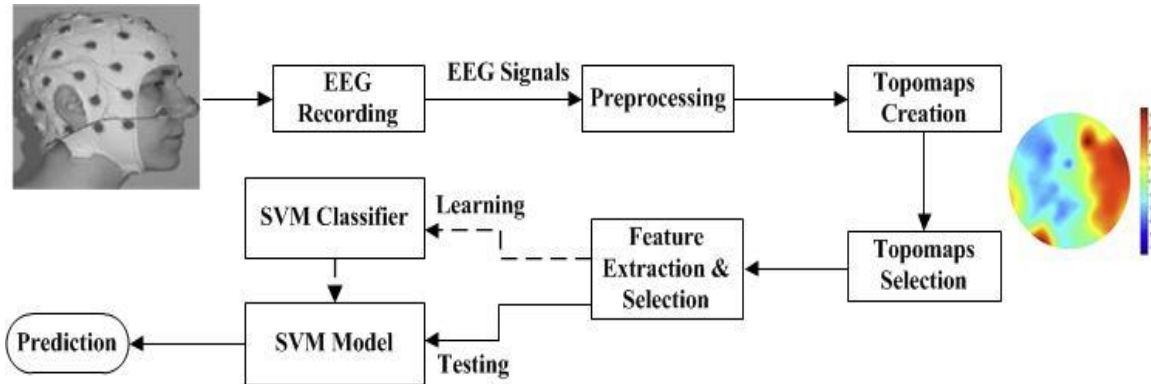 EEG
Recording
EEG Signals
Preprocessing
Topomaps
Creation
Topomaps
Selection
Feature
Extraction &
Selection
Learning
SVM Classifier
Testing
SVM Model
Prediction